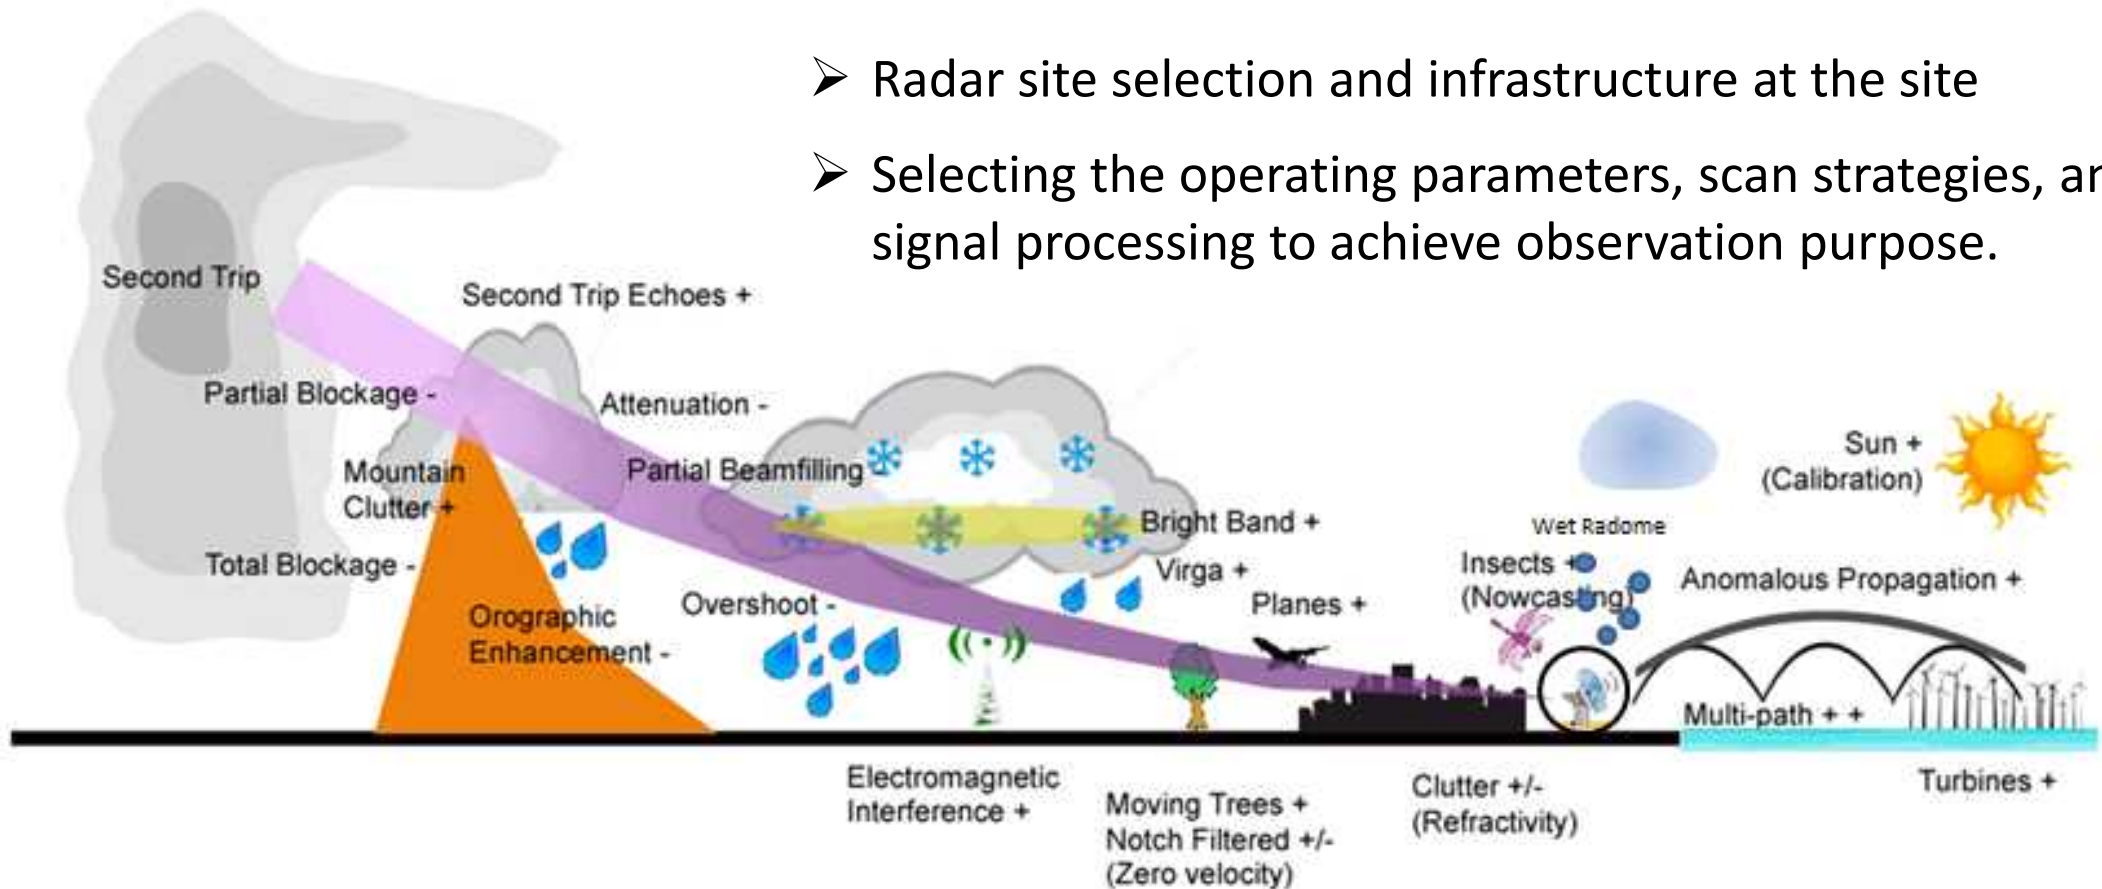 ➢ Radar site selection and infrastructure at the site
➢ Selecting the operating parameters, scan strategies, an
signal processing to achieve observation purpose.
Second Trip
Second Trip Echoes +
Partial Blockage -
Attenuation -
Mountain
Clutter +
Partial Beamfilling -
Sun +
(Calibration)
Bright Band +
Wet Radome
Total Blockage -
Virga +
Insects +
(Nowcasting)
Anomalous Propagation +
Orographic
Enhancement -
Overshoot -
Planes +
Multi-path + +
Electromagnetic
Interference +
Moving Trees +
Notch Filtered +/-
(Zero velocity)
Clutter +/-
(Refractivity)
Turbines +